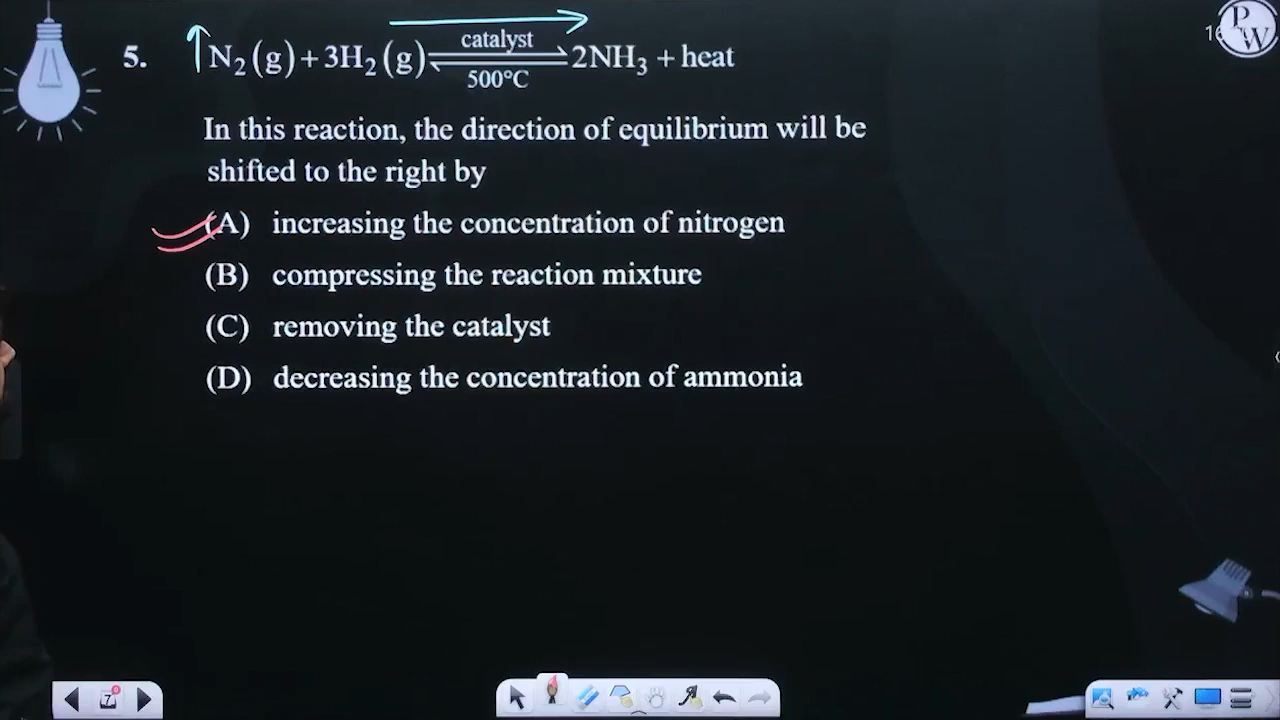 5. N₂(g)+3H₂(g) ⇌ 2NH₃ + heat
catalyst
500°C
In this reaction, the direction of equilibrium will be
shifted to the right by
(A) increasing the concentration of nitrogen
(B) compressing the reaction mixture
(C) removing the catalyst
(D) decreasing the concentration of ammonia
P
W
7